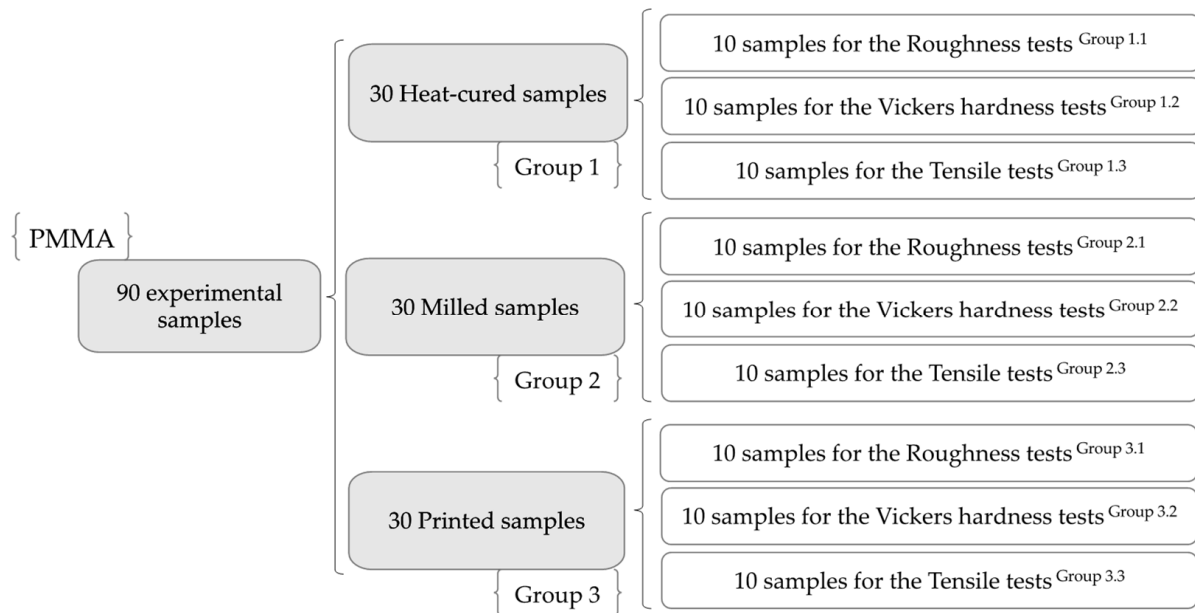 PMMA
90 experimental
samples
30 Heat-cured samples
Group 1
10 samples for the Roughness tests Group 1.1
10 samples for the Vickers hardness tests Group 1.2
10 samples for the Tensile tests Group 1.3
30 Milled samples
Group 2
10 samples for the Roughness tests Group 2.1
10 samples for the Vickers hardness tests Group 2.2
10 samples for the Tensile tests Group 2.3
30 Printed samples
Group 3
10 samples for the Roughness tests Group 3.1
10 samples for the Vickers hardness tests Group 3.2
10 samples for the Tensile tests Group 3.3